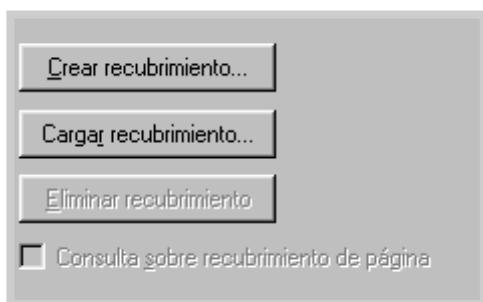 Crear recubrimiento...
Cargar recubrimiento...
Eliminar recubrimiento
Consulta sobre recubrimiento de página